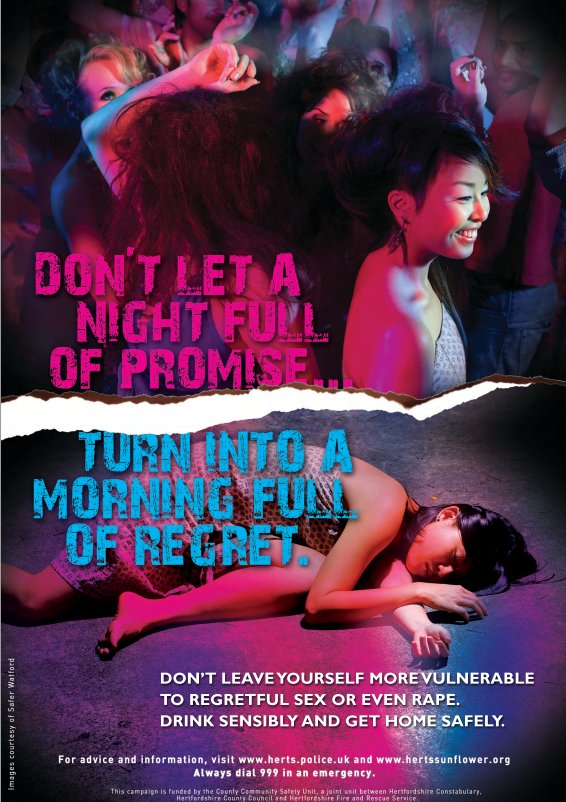 DON'T LET A
NIGHT FULL
OF PROMISE...
TURN INTO A
MORNING FULL
OF REGRET.
DON'T LEAVE YOURSELF MORE VULNERABLE
TO REGRETFUL SEX OR EVEN RAPE.
DRINK SENSIBLY AND GET HOME SAFELY.
Images courtesy of Safer Watford
For advice and information, visit www.herts.police.uk and www.hertssunflower.org
Always dial 999 in an emergency.
This campaign is funded by the County Community Safety Unit, a joint unit between Hertfordshire Constabulary,
Hertfordshire County Council and Hertfordshire Fire and Rescue Service.